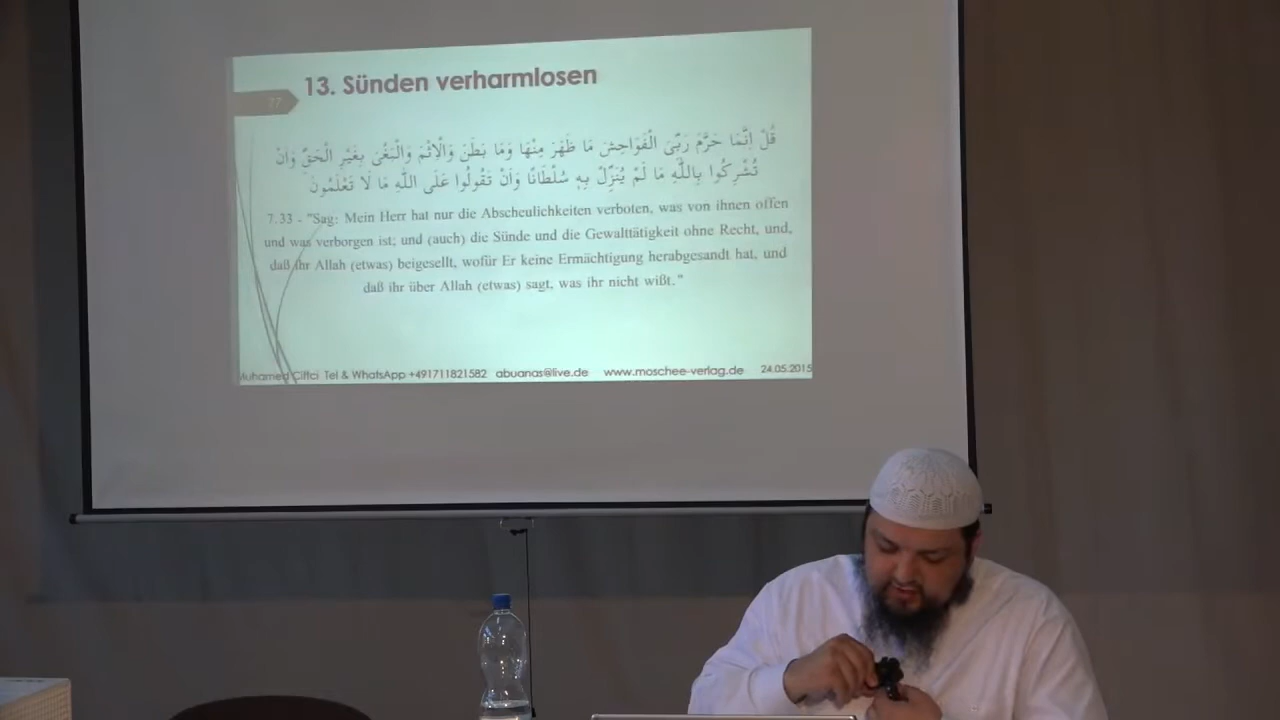 13. Sünden verharmlosen
77
قُلْ اِنَّمَا حَرَّمَ رَبِّىَ الْفَوَاحِشَ مَا ظَهَرَ مِنْهَا وَمَا بَطَنَ وَالْاِثْمَ وَالْبَغْىَ بِغَيْرِ الْحَقِّ وَاَنْ
تُشْرِكُوا بِاللّٰهِ مَا لَمْ يُنَزِّلْ بِهٖ سُلْطَانًا وَاَنْ تَقُولُوا عَلَى اللّٰهِ مَا لَا تَعْلَمُونَ
7.33 - "Sag: Mein Herr hat nur die Abscheulichkeiten verboten, was von ihnen offen
und was verborgen ist; und (auch) die Sünde und die Gewalttätigkeit ohne Recht, und,
daß ihr Allah (etwas) beigesellt, wofür Er keine Ermächtigung herabgesandt hat, und
daß ihr über Allah (etwas) sagt, was ihr nicht wißt."
Muhamed Ciftci Tel & WhatsApp +491711821582 abuanas@live.de www.moschee-verlag.de 24.05.2015